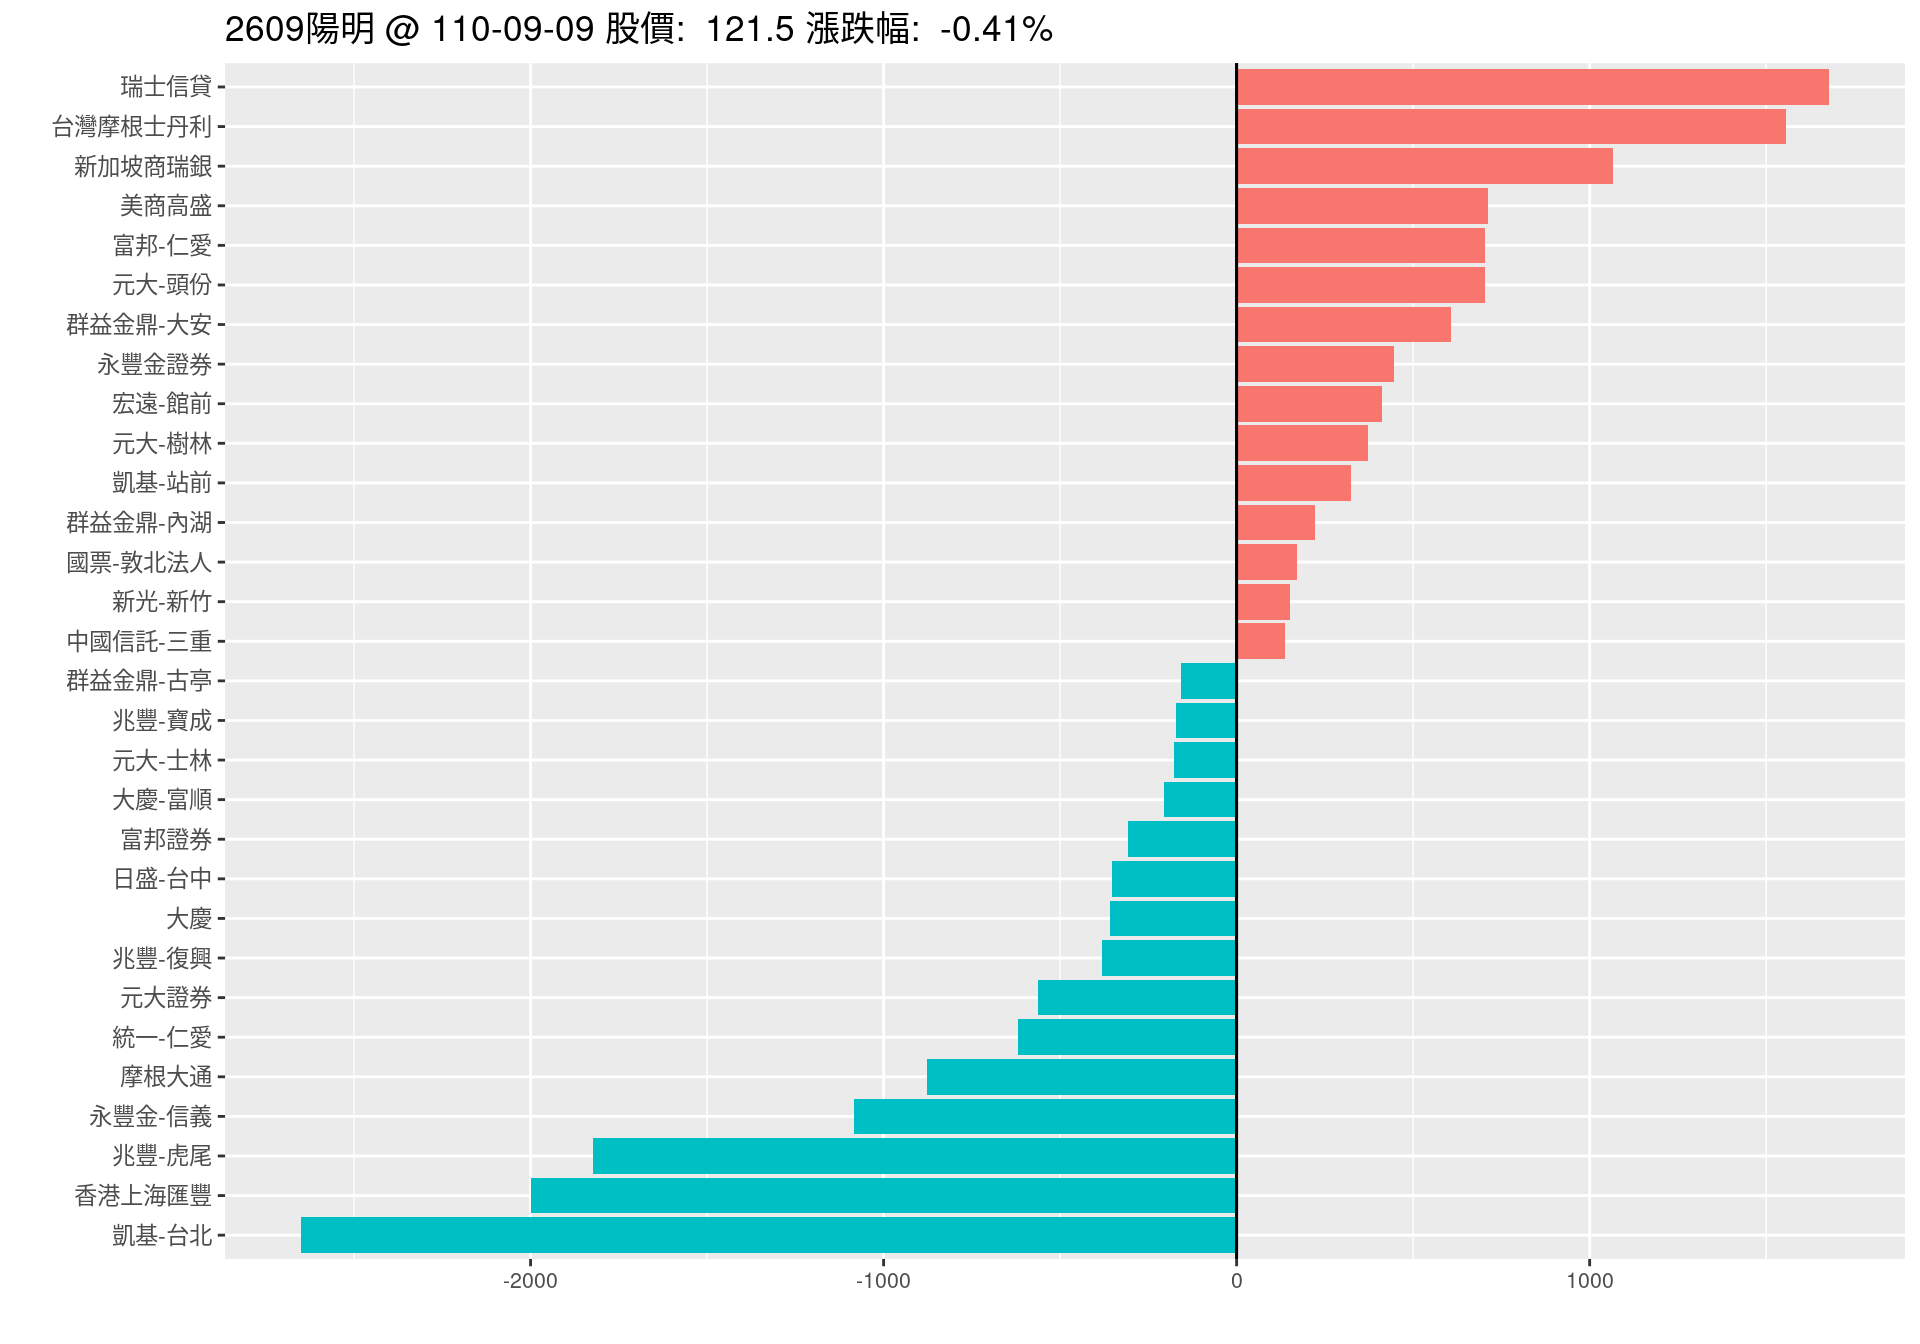 2609陽明 @ 110-09-09 股價:  121.5 漲跌幅:  -0.41%
瑞士信貸
台灣摩根士丹利
新加坡商瑞銀
美商高盛
富邦-仁愛
元大-頭份
群益金鼎-大安
永豐金證券
宏遠-館前
元大-樹林
凱基-站前
群益金鼎-內湖
國票-敦北法人
新光-新竹
中國信託-三重
群益金鼎-古亭
兆豐-寶成
元大-士林
大慶-富順
富邦證券
日盛-台中
大慶
兆豐-復興
元大證券
統一-仁愛
摩根大通
永豐金-信義
兆豐-虎尾
香港上海匯豐
凱基-台北
-2000 -1000 0 1000